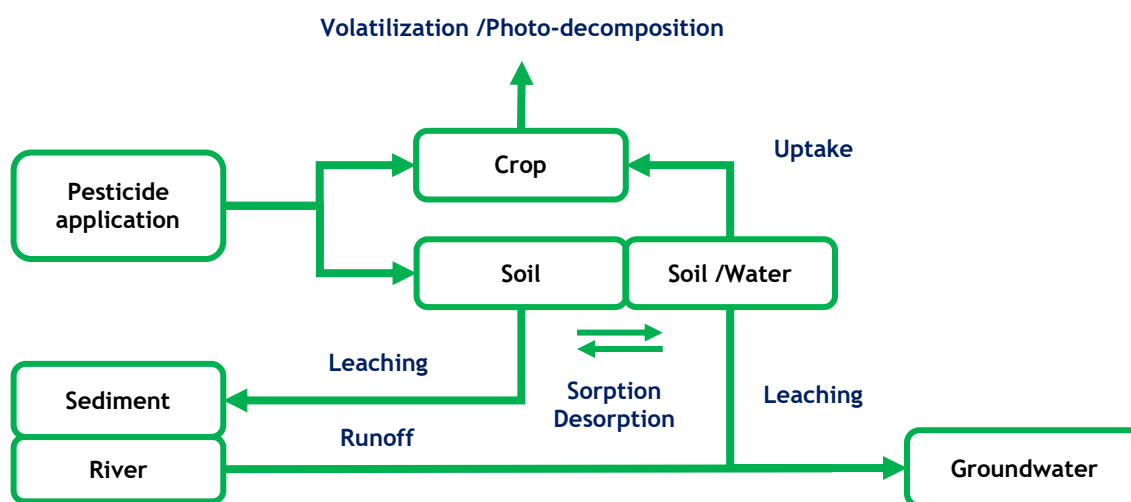 Volatilization /Photo-decomposition
Crop
Uptake
Pesticide
application
Soil
Soil /Water
Leaching
Sorption
Desorption
Leaching
Sediment
Runoff
River
Groundwater